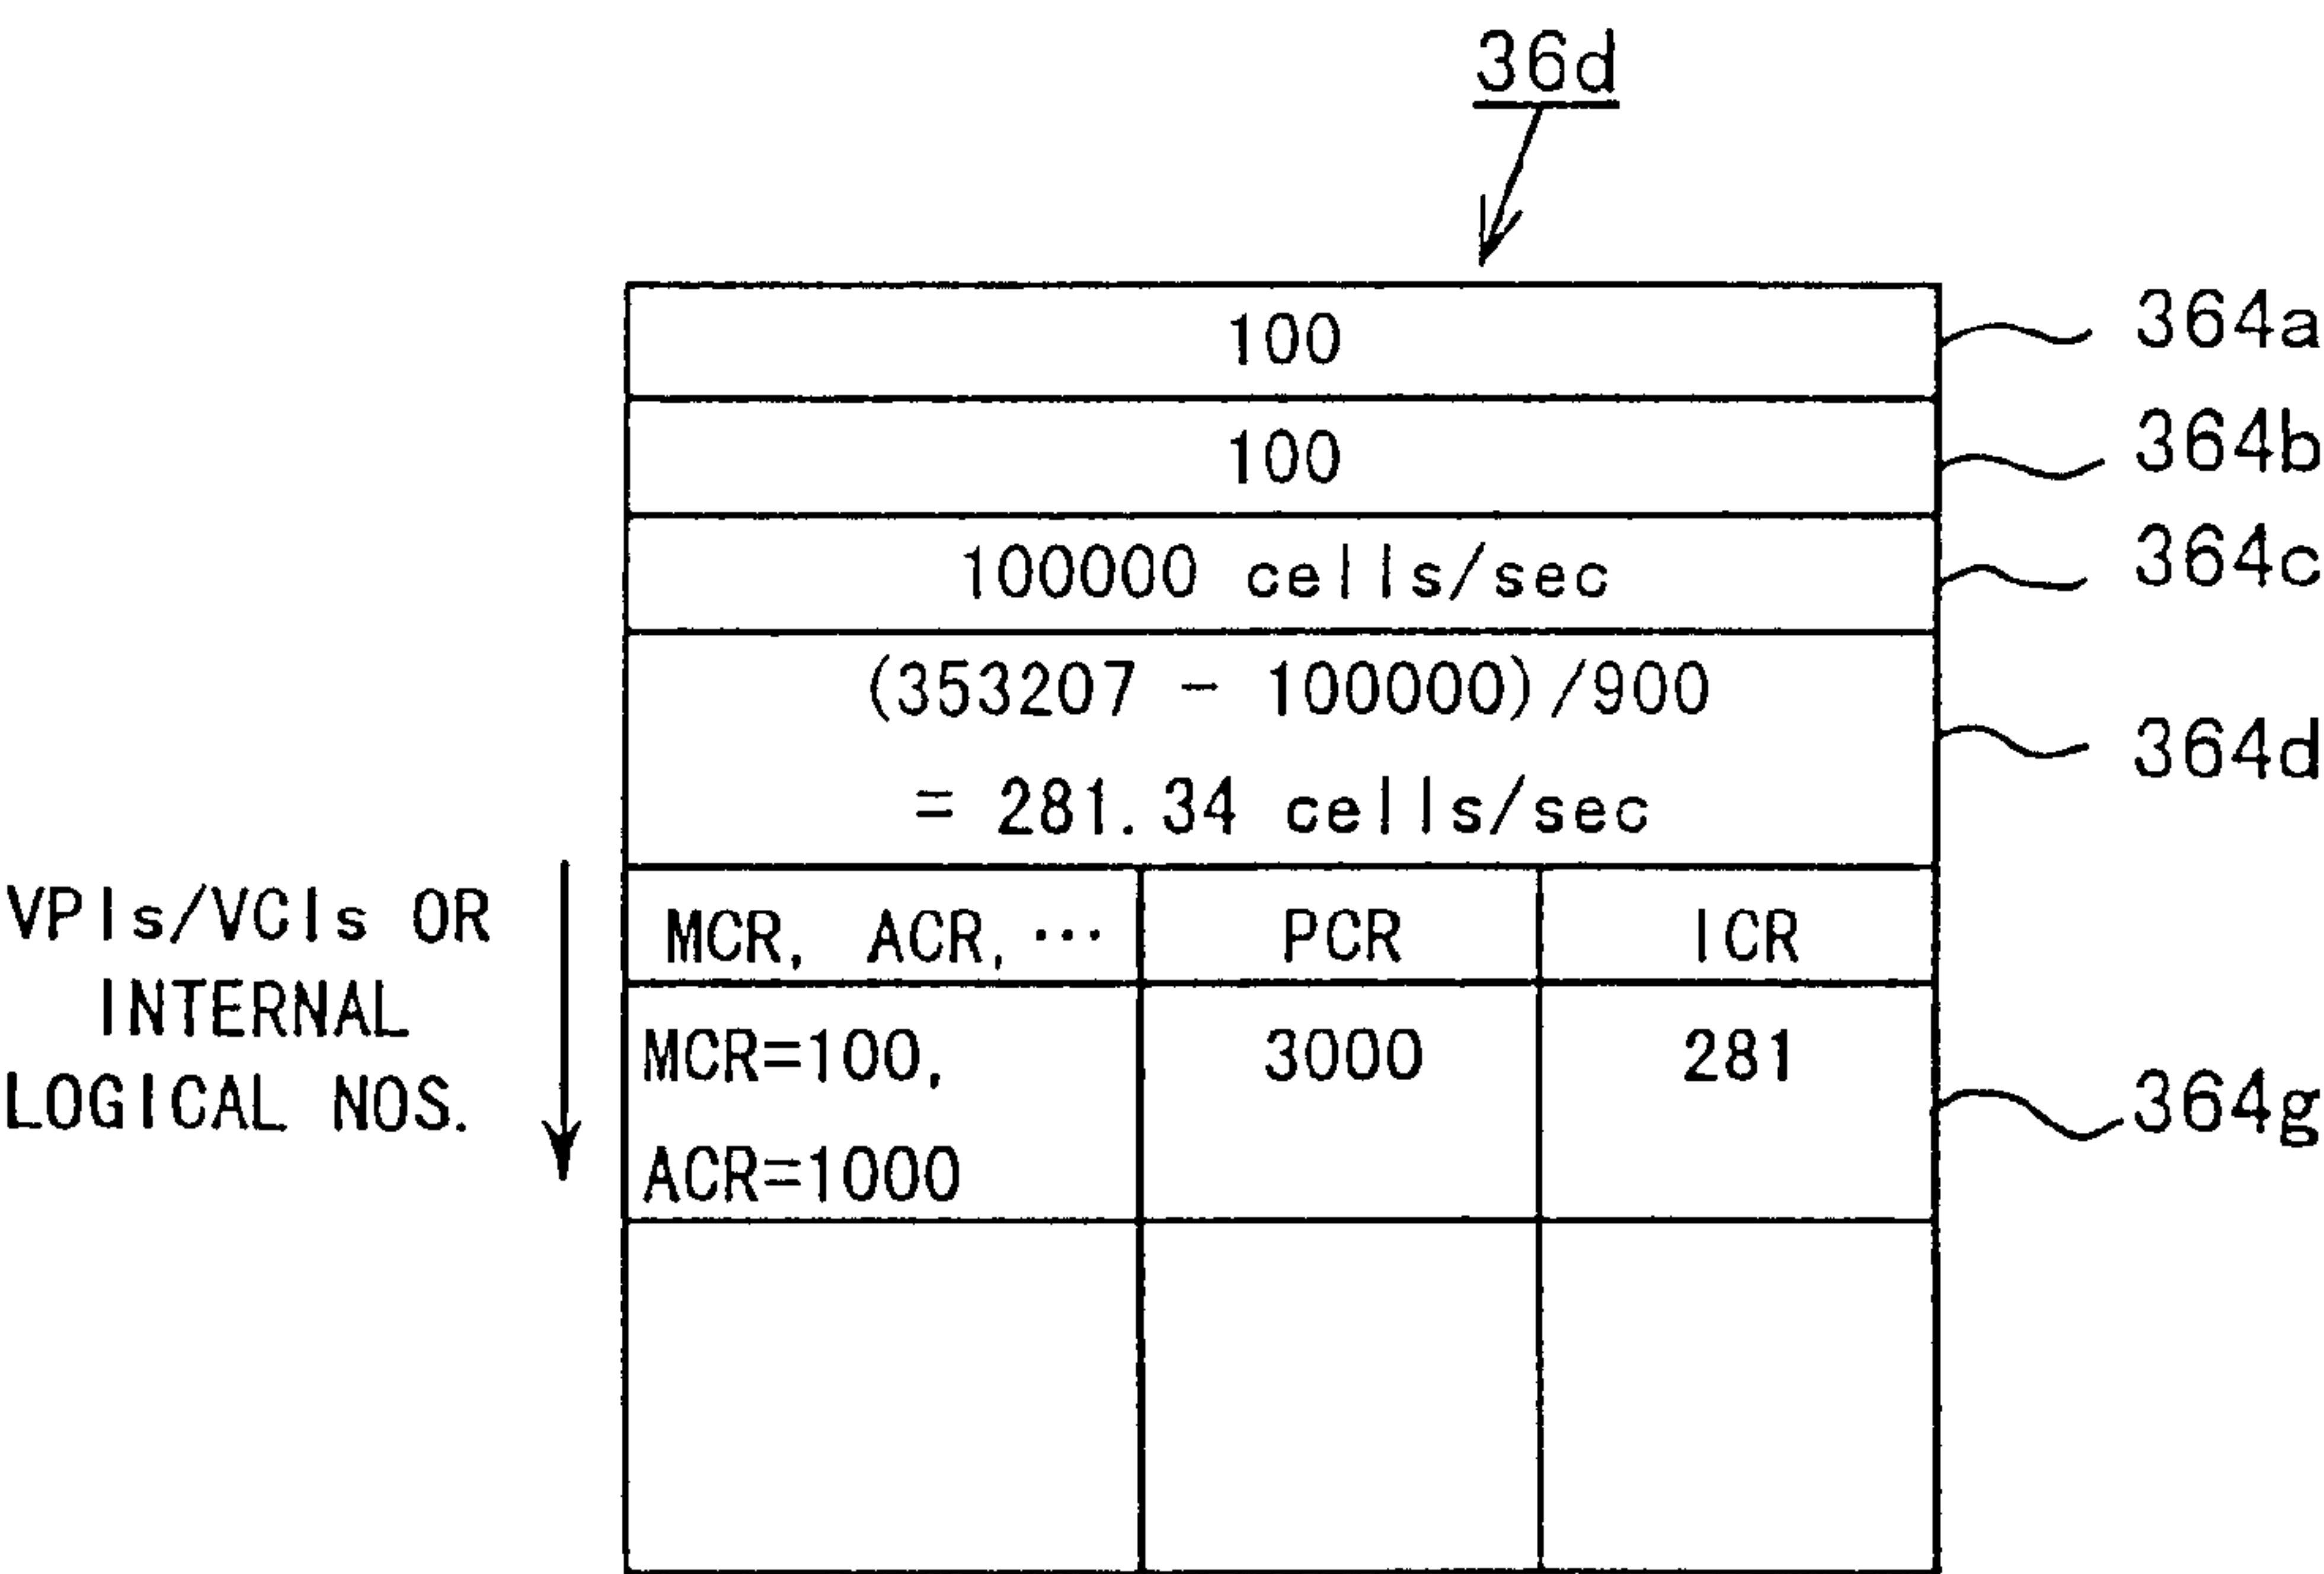 36d
100
364a
100
364b
100000 cells/sec
364c
(353207 - 100000)/900
= 281.34 cells/sec
364d
VPIs/VCIs OR
INTERNAL
LOGICAL NOS.
MCR, ACR, ···
PCR
ICR
MCR=100,
ACR=1000
3000
281
364g